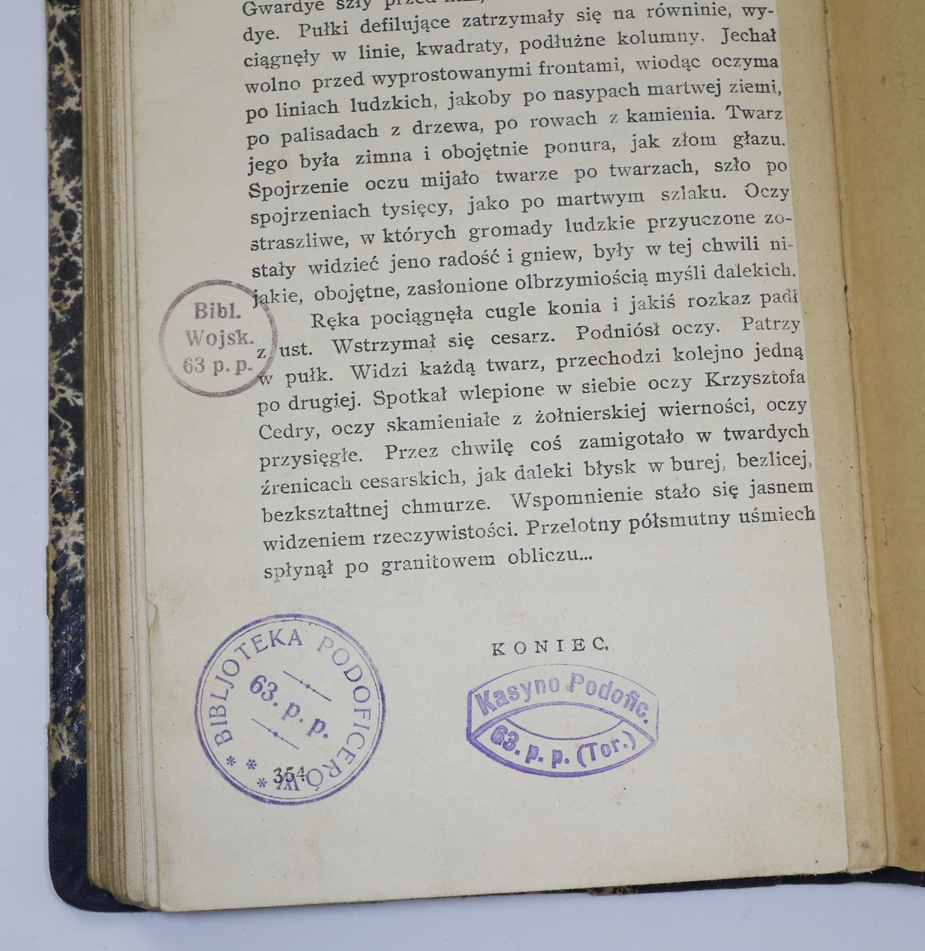 Gwardye szły przed
dye. Pułki defilujące zatrzymały się na równinie, wy-
ciągnęły w linie, kwadraty, podłużne kolumny. Jechał
wolno przed wyprostowanymi frontami, wiodąc oczyma
po liniach ludzkich, jakoby po nasypach martwej ziemi,
po palisadach z drzewa, po rowach z kamienia. Twarz
jego była zimna i obojętnie ponura, jak złom głazu.
Spojrzenie oczu mijało twarze po twarzach, szło po
spojrzeniach tysięcy, jako po martwym szlaku. Oczy
straszliwe, w których gromady ludzkie przyuczone zo-
stały widzieć jeno radość i gniew, były w tej chwili ni-
jakie, obojętne, zasłonione olbrzymiością myśli dalekich.
Ręka pociągnęła cugle konia i jakiś rozkaz padł
z ust. Wstrzymał się cesarz. Podniósł oczy. Patrzy
w pułk. Widzi każdą twarz, przechodzi kolejno jedną
po drugiej. Spotkał wlepione w siebie oczy Krzysztofa
Cedry, oczy skamieniałe z żołnierskiej wierności, oczy
przysięgłe. Przez chwilę coś zamigotało w twardych
źrenicach cesarskich, jak daleki błysk w burej, bezlicej,
bezkształtnej chmurze. Wspomnienie stało się jasnem
widzeniem rzeczywistości. Przelotny półsmutny uśmiech
spłynął po granitowem obliczu...
Bibl.
Wojsk.
63 p. p.
KONIEC.
BIBLJOTEKA PODOFICERÓW
63. p. p.
***
354
Kasyno Podofic.
63. p. p. (Tor.)